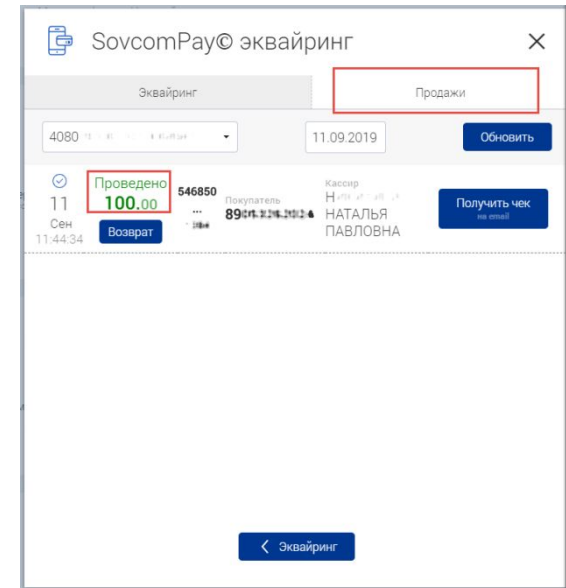 SovcomPay© эквайринг
Эквайринг
Продажи
4080
11.09.2019
Обновить
11
Сен
11:44:34
Проведено
100.00
Возврат
546850
...
Покупатель
89
Кассир
Н
НАТАЛЬЯ
ПАВЛОВНА
Получить чек
на email
Эквайринг